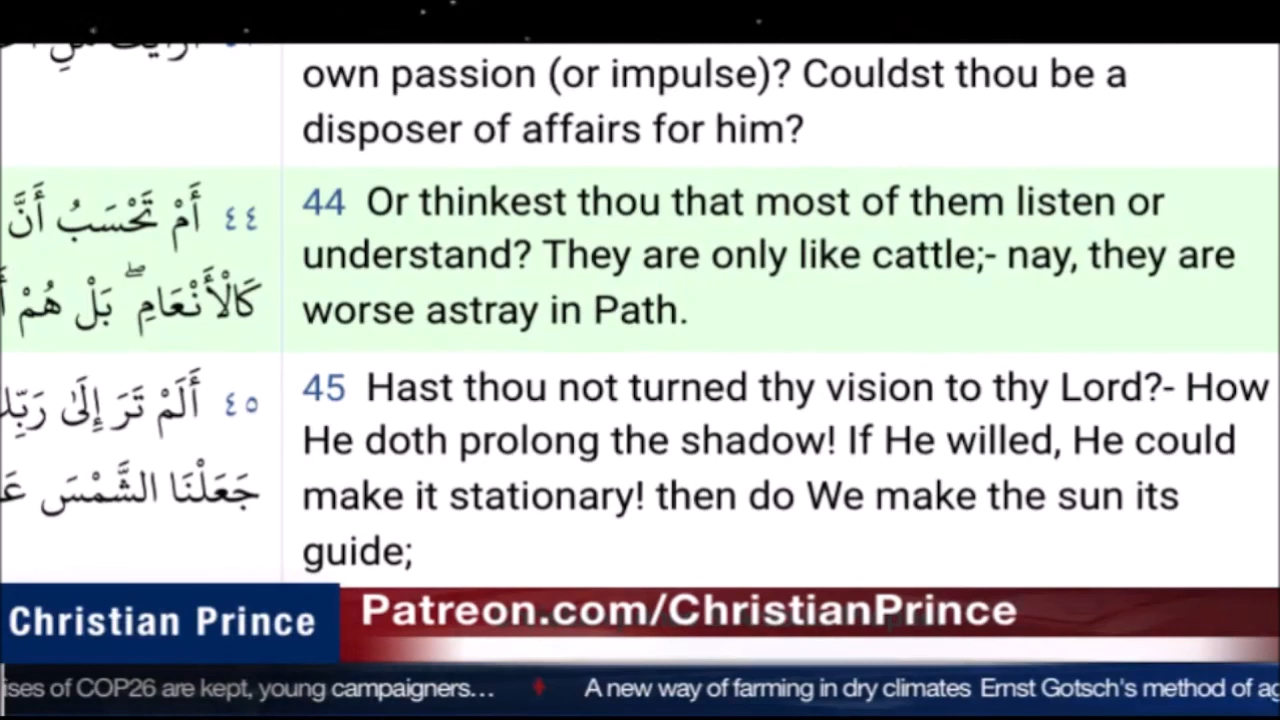 own passion (or impulse)? Couldst thou be a
disposer of affairs for him?
٤٤ أَمْ تَحْسَبُ أَنَّ
كَالْأَنْعَامِ ۖ بَلْ هُمْ
44 Or thinkest thou that most of them listen or
understand? They are only like cattle;- nay, they are
worse astray in Path.
٤٥ أَلَمْ تَرَ إِلَىٰ رَبِّكَ
جَعَلْنَا الشَّمْسَ عَ
45 Hast thou not turned thy vision to thy Lord?- How
He doth prolong the shadow! If He willed, He could
make it stationary! then do We make the sun its
guide;
Christian Prince
Patreon.com/ChristianPrince
ises of COP26 are kept, young campaigners... A new way of farming in dry climates Ernst Gotsch's method of ag